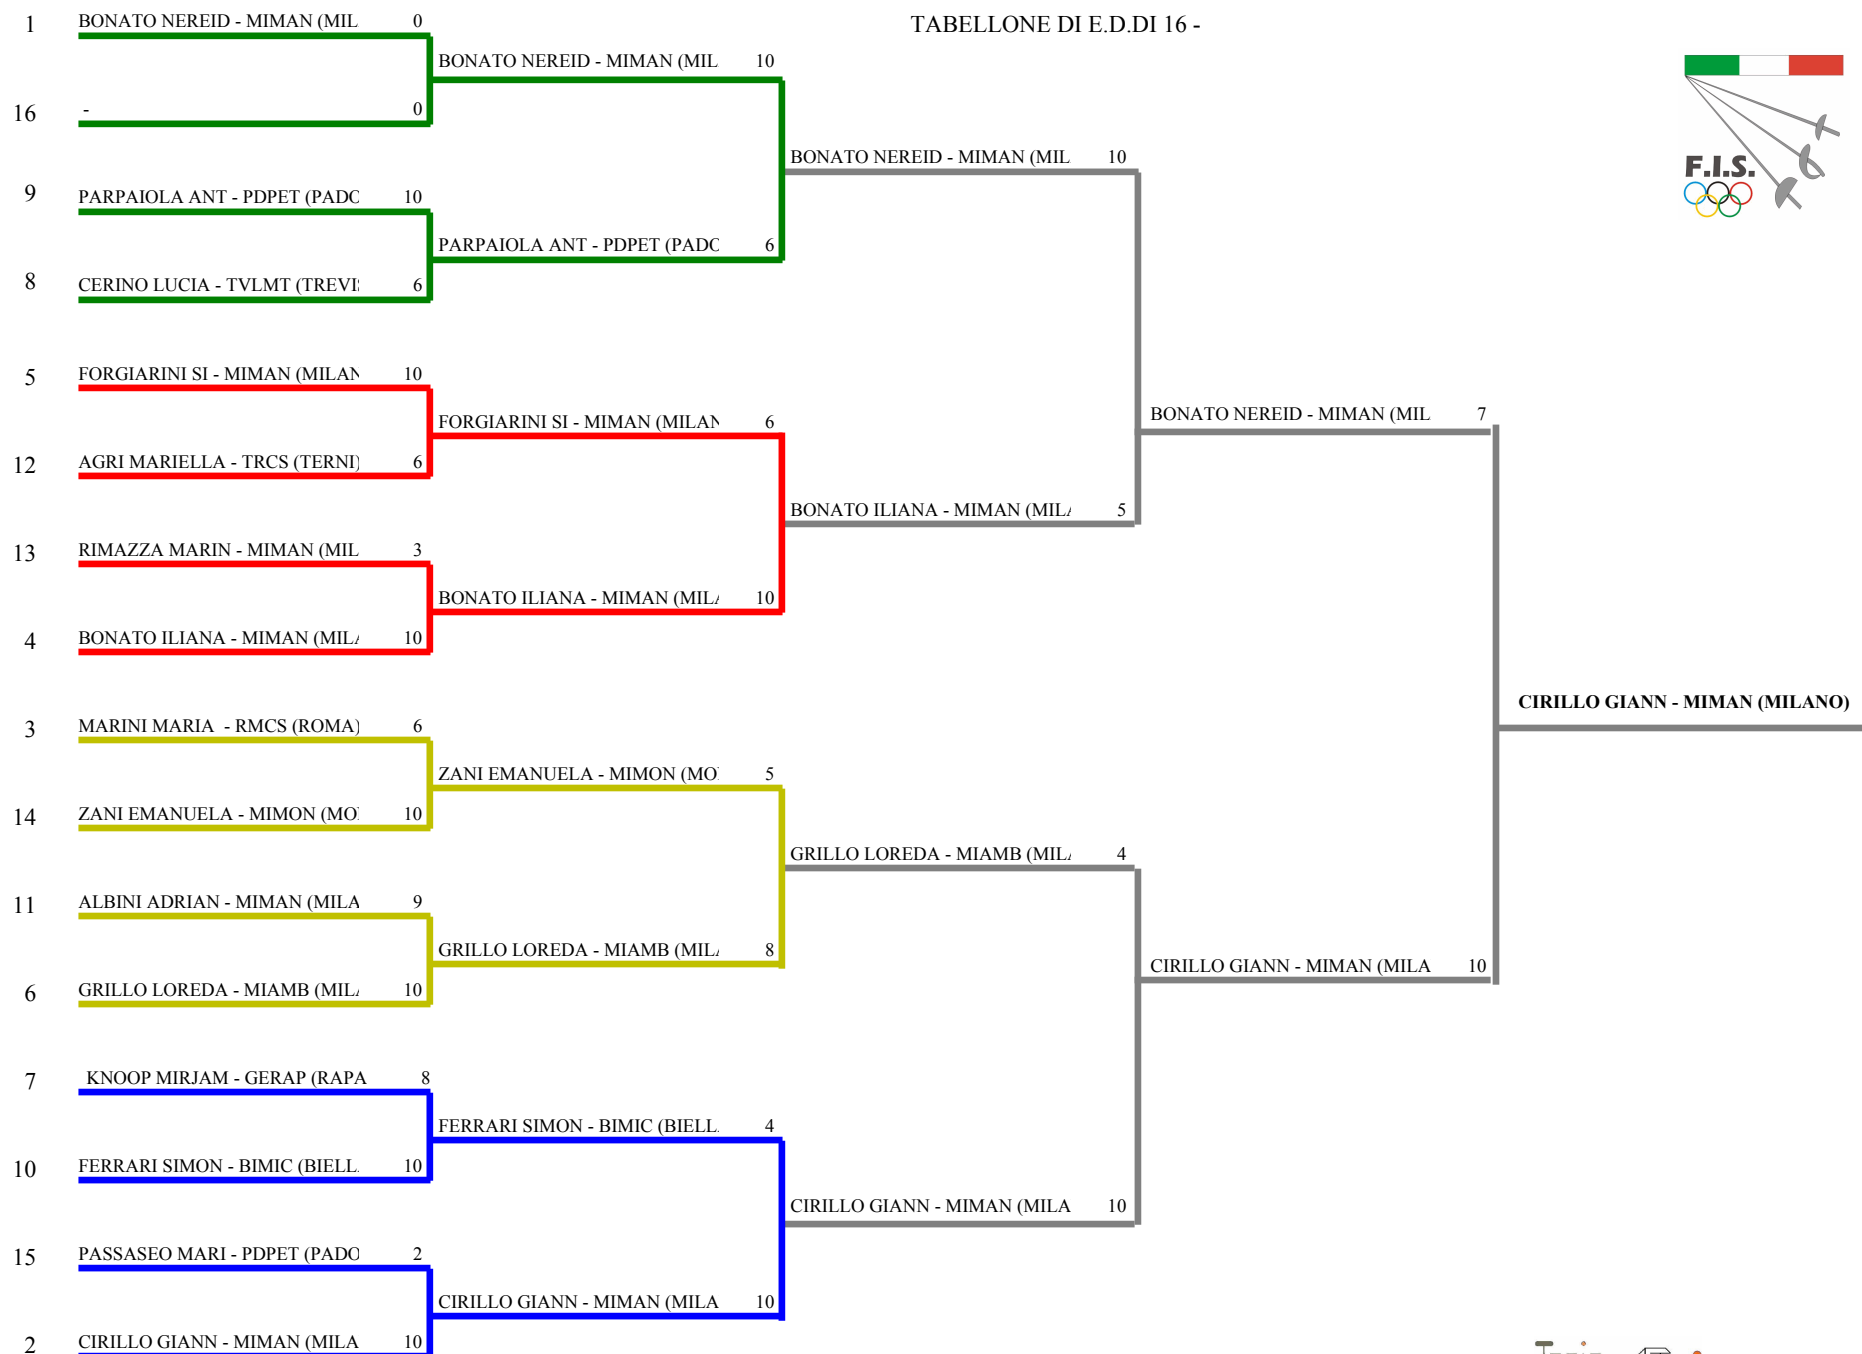 TABELLONE DI E.D.DI 16 -
F.I.S.
1 BONATO NEREID - MIMAN (MIL 0
16 - 0
9 PARPAIOLA ANT - PDPET (PADO 10
8 CERINO LUCIA - TVLMT (TREVI 6
5 FORGIARINI SI - MIMAN (MILAN 10
12 AGRI MARIELLA - TRCS (TERNI) 6
13 RIMAZZA MARIN - MIMAN (MIL 3
4 BONATO ILIANA - MIMAN (MILA 10
3 MARINI MARIA - RMCS (ROMA) 6
14 ZANI EMANUELA - MIMON (MO 10
11 ALBINI ADRIAN - MIMAN (MILA 9
6 GRILLO LOREDA - MIAMB (MILA 10
7 KNOOP MIRJAM - GERAP (RAPA 8
10 FERRARI SIMON - BIMIC (BIELL 10
15 PASSASEO MARI - PDPET (PADO 2
2 CIRILLO GIANN - MIMAN (MILA 10
BONATO NEREID - MIMAN (MIL 10
PARPAIOLA ANT - PDPET (PADO 6
FORGIARINI SI - MIMAN (MILAN 6
BONATO ILIANA - MIMAN (MILA 10
ZANI EMANUELA - MIMON (MO 5
GRILLO LOREDA - MIAMB (MILA 8
FERRARI SIMON - BIMIC (BIELL 4
CIRILLO GIANN - MIMAN (MILA 10
BONATO NEREID - MIMAN (MIL 10
BONATO ILIANA - MIMAN (MILA 5
GRILLO LOREDA - MIAMB (MILA 4
CIRILLO GIANN - MIMAN (MILA 10
BONATO NEREID - MIMAN (MIL 7
CIRILLO GIANN - MIMAN (MILA 10
CIRILLO GIANN - MIMAN (MILANO)